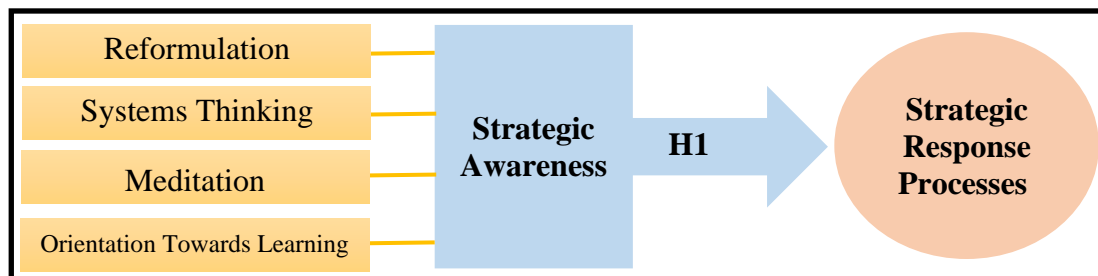 Reformulation
Systems Thinking
Meditation
Orientation Towards Learning
Strategic
Awareness
H1
Strategic
Response
Processes